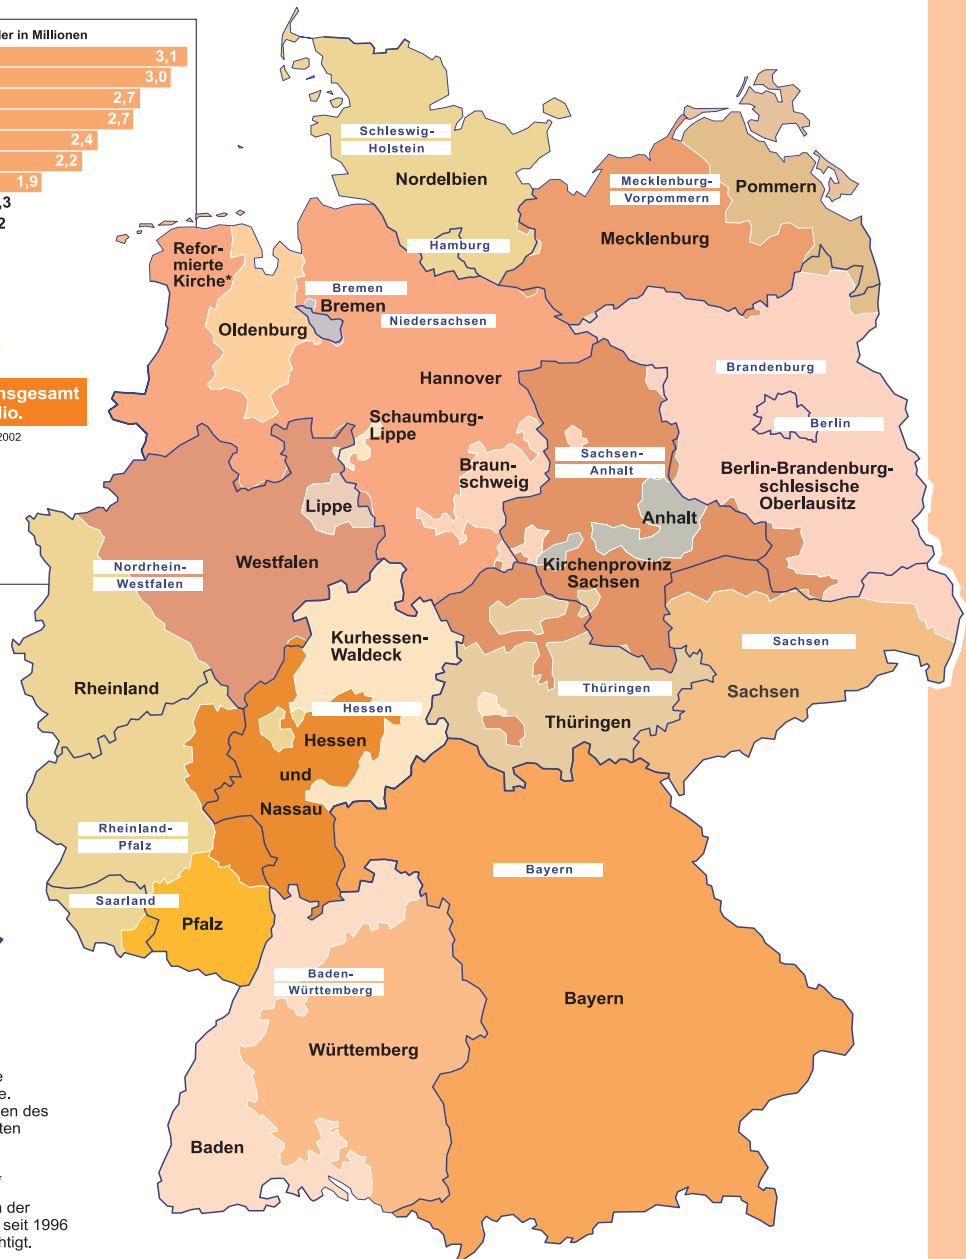 der in Millionen
3,1
3,0
2,7
2,7
2,4
2,2
1,9
,3
2
nsgesamt
lio.
2002
Schleswig-
Holstein
Nordelbien
Hamburg
Mecklenburg-
Vorpommern
Pommern
Mecklenburg
Refor-
mierte
Kirche*
Bremen
Bremen
Oldenburg
Niedersachsen
Hannover
Brandenburg
Berlin
Schaumburg-
Lippe
Braun-
schweig
Sachsen-
Anhalt
Berlin-Brandenburg-
schlesische
Oberlausitz
Lippe
Anhalt
Westfalen
Kirchenprovinz
Sachsen
Nordrhein-
Westfalen
Kurhessen-
Waldeck
Sachsen
Rheinland
Thüringen
Sachsen
Hessen
Thüringen
Hessen
und
Nassau
Rheinland-
Pfalz
Bayern
Saarland
Pfalz
Baden-
Württemberg
Bayern
Württemberg
Baden
e
e.
en des
ten
n der
seit 1996
htigt.